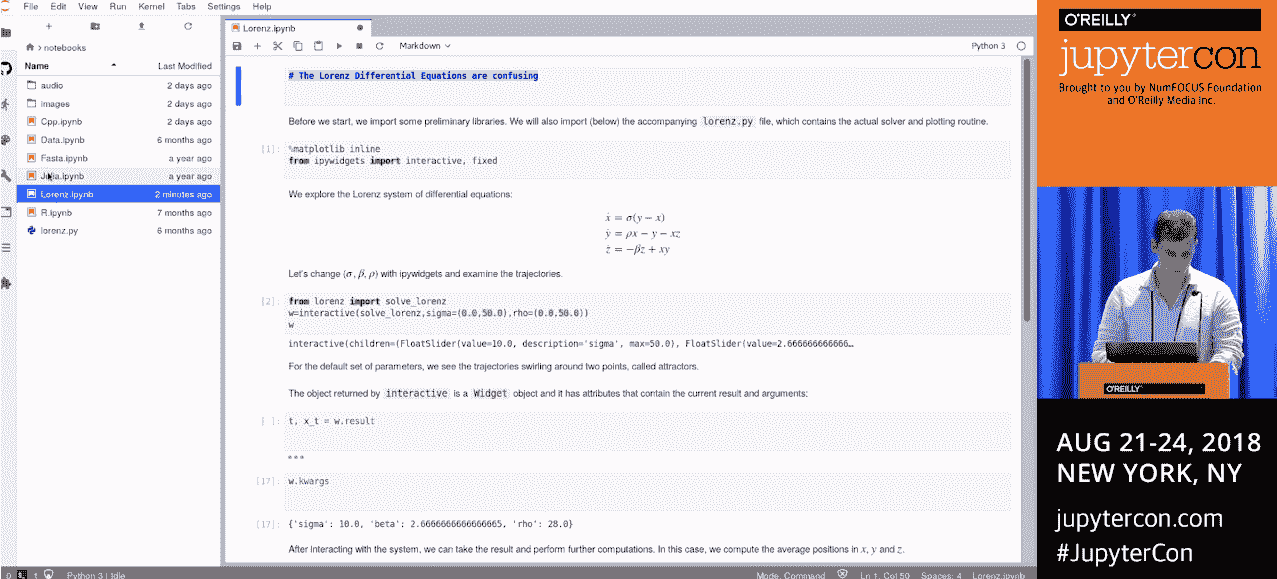 File Edit View Run Kernel Tabs Settings Help
Lorenz.ipynb
Markdown
Python 3
notebooks
Name Last Modified
audio 2 days ago
images 2 days ago
Cpp.ipynb 2 days ago
Data.ipynb 6 months ago
Fasta.ipynb a year ago
Julia.ipynb a year ago
Lorenz.ipynb 2 minutes ago
R.ipynb 7 months ago
lorenz.py 6 months ago
# The Lorenz Differential Equations are confusing
Before we start, we import some preliminary libraries. We will also import (below) the accompanying lorenz.py file, which contains the actual solver and plotting routine.
[1]: %matplotlib inline
from ipywidgets import interactive, fixed
We explore the Lorenz system of differential equations:
ẋ = σ(y − x)
ẏ = ρx − y − xz
ż = −βz + xy
Let's change (σ, β, ρ) with ipywidgets and examine the trajectories.
[2]: from lorenz import solve_lorenz
w=interactive(solve_lorenz,sigma=(0.0,50.0),rho=(0.0,50.0))
w
interactive(children=(FloatSlider(value=10.0, description='sigma', max=50.0), FloatSlider(value=2.666666666666…
For the default set of parameters, we see the trajectories swirling around two points, called attractors.
The object returned by interactive is a Widget object and it has attributes that contain the current result and arguments:
[ ]: t, x_t = w.result
•••
[17]: w.kwargs
[17]: {'sigma': 10.0, 'beta': 2.6666666666666665, 'rho': 28.0}
After interacting with the system, we can take the result and perform further computations. In this case, we compute the average positions in x, y and z.
0 1 Python 3 | Idle Mode: Command Ln 1, Col 50 Spaces: 4 Lorenz.ipynb
O'REILLY®
jupytercon
Brought to you by NumFOCUS Foundation
and O'Reilly Media Inc.
O'REILLY
AUG 21-24, 2018
NEW YORK, NY
jupytercon.com
#JupyterCon